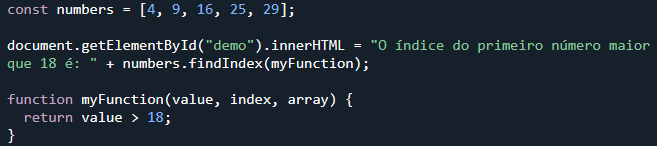 const numbers = [4, 9, 16, 25, 29];
document.getElementById("demo").innerHTML = "O índice do primeiro número maior
que 18 é: " + numbers.findIndex(myFunction);
function myFunction(value, index, array) {
  return value > 18;
}